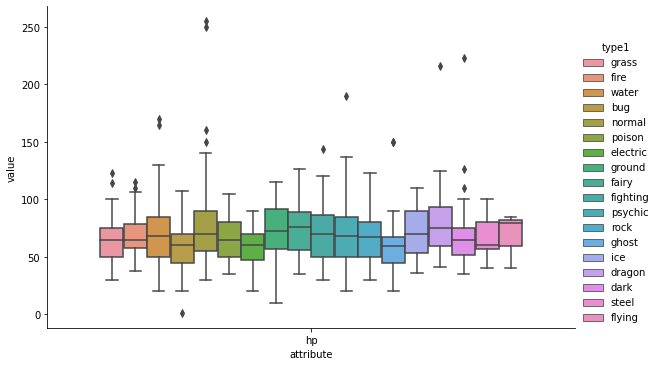 250
200
150
100
50
0
value
hp
attribute
type1
grass
fire
water
bug
normal
poison
electric
ground
fairy
fighting
psychic
rock
ghost
ice
dragon
dark
steel
flying